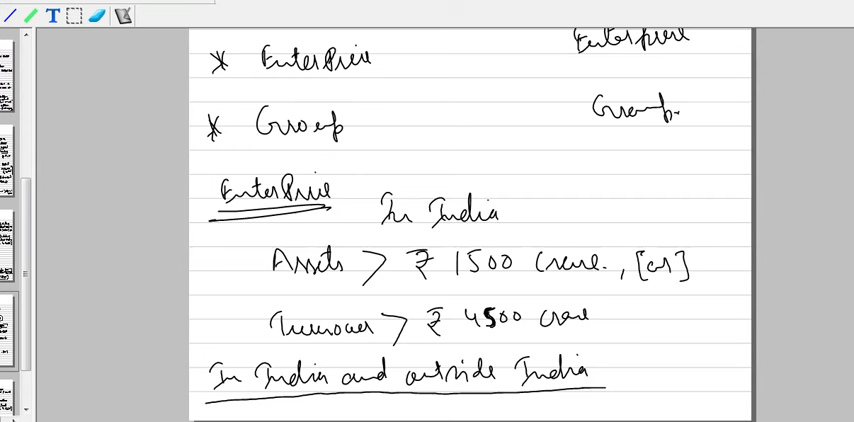 Enterprise
* Enterprise
Group.
* Group
Enterprise
In India
Assets > ₹ 1500 crore., [or]
Turnover > ₹ 4500 crore
In India and outside India